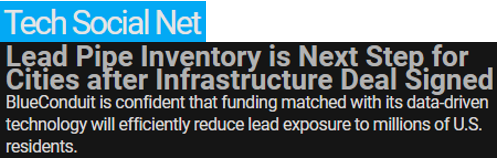 Tech Social Net
Lead Pipe Inventory is Next Step for
Cities after Infrastructure Deal Signed
BlueConduit is confident that funding matched with its data-driven
technology will efficiently reduce lead exposure to millions of U.S.
residents.